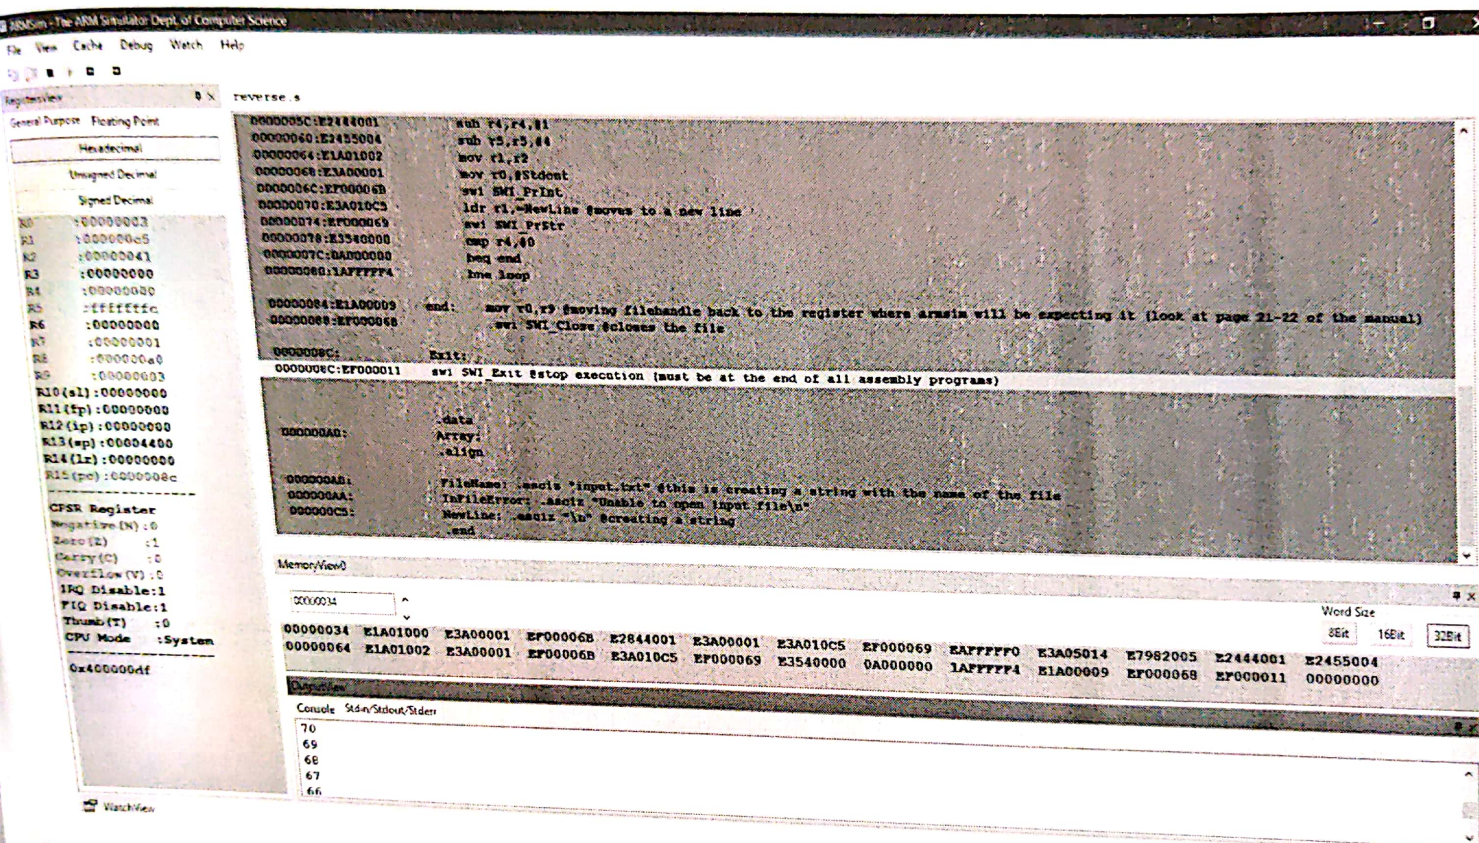 ARMSim - The ARM Simulator Dept. of Computer Science
File View Cache Debug Watch Help
RegistersView
General Purpose Floating Point
Hexadecimal
Unsigned Decimal
Signed Decimal
R0 :00000003
R1 :000000c5
R2 :00000041
R3 :00000000
R4 :00000000
R5 :fffffffc
R6 :00000000
R7 :00000001
R8 :000000a0
R9 :00000003
R10(sl):00000000
R11(fp):00000000
R12(ip):00000000
R13(sp):00004400
R14(lr):00000000
R15(pc):0000008c
CPSR Register
Negative(N):0
Zero(Z) :1
Carry(C) :0
Overflow(V):0
IRQ Disable:1
FIQ Disable:1
Thumb(T) :0
CPU Mode :System
0x400000df
WatchView
reverse.s
0000005C:E2444001 sub r4,r4,#1
00000060:E2455004 sub r5,r5,#4
00000064:E1A01002 mov r1,r2
00000068:E3A00001 mov r0,#Stdout
0000006C:EF00006B swi SWI_PrInt
00000070:E3A010C5 ldr r1,=NewLine @moves to a new line
00000074:EF000069 swi SWI_PrStr
00000078:E3540000 cmp r4,#0
0000007C:0A000000 beq end
00000080:1AFFFFF4 bne loop
00000084:E1A00009 end: mov r0,r9 @moving filehandle back to the register where armsim will be expecting it (look at page 21-22 of the manual)
00000088:EF000068 swi SWI_Close @closes the file
0000008C: Exit:
0000008C:EF000011 swi SWI_Exit @stop execution (must be at the end of all assembly programs)
.data
000000A0: Array:
.align
000000A0: FileName: .asciz "input.txt" @this is creating a string with the name of the file
000000AA: InFileError: .asciz "Unable to open input file\n"
000000C5: NewLine: .asciz "\n" @creating a string
.end
MemoryView0
00000034
Word Size
8Bit 16Bit 32Bit
00000034 E1A01000 E3A00001 EF00006B E2844001 E3A00001 E3A010C5 EF000069 EAFFFFF0 E3A05014 E7982005 E2444001 E2455004
00000064 E1A01002 E3A00001 EF00006B E3A010C5 EF000069 E3540000 0A000000 1AFFFFF4 E1A00009 EF000068 EF000011 00000000
OutputView
Console Stdin/Stdout/Stderr
70
69
68
67
66